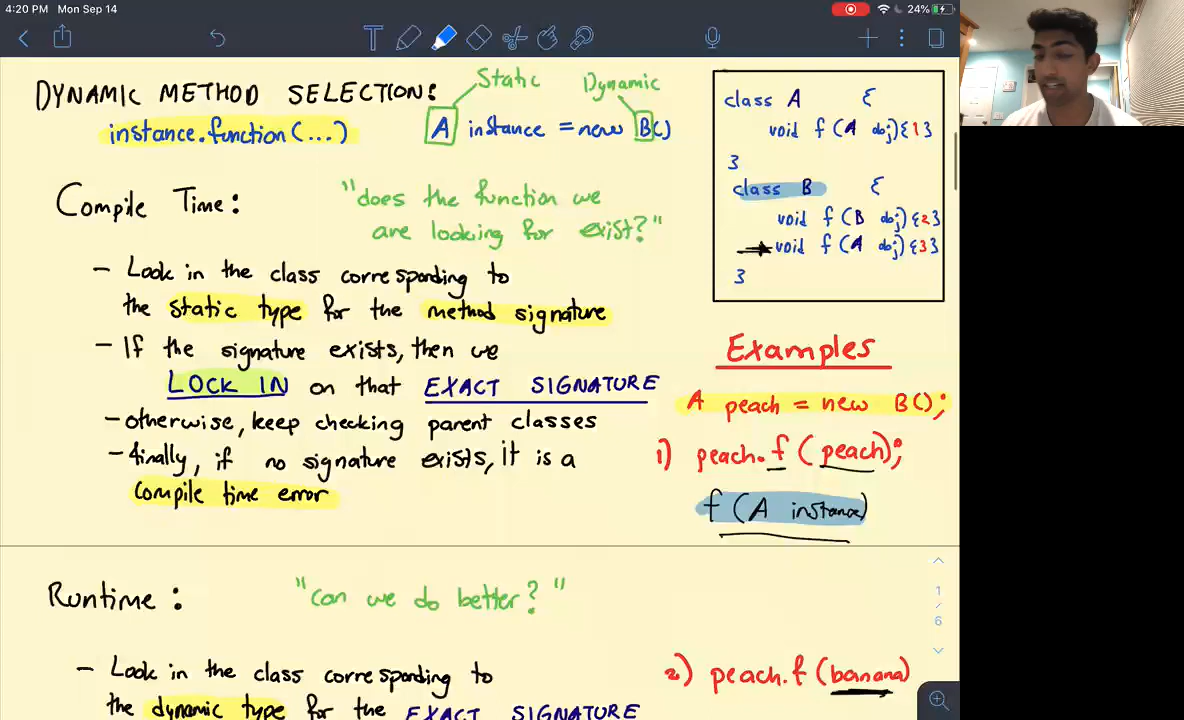 4:20 PM Mon Sep 14
24%
DYNAMIC METHOD SELECTION:
instance.function(...)
Static
Dynamic
A instance = new B()
Compile Time:
"does the function we
are looking for exist?"
- Look in the class corresponding to
the static type for the method signature
- If the signature exists, then we
LOCK IN on that EXACT SIGNATURE
- otherwise, keep checking parent classes
- finally, if no signature exists, it is a
compile time error
class A {
void f (A obj) {1}
}
class B {
void f (B obj) {2}
void f (A obj) {3}
}
Examples
A peach = new B();
1) peach.f (peach);
f (A instance)
Runtime:
"can we do better?"
- Look in the class corresponding to
the dynamic type for the EXACT SIGNATURE
2) peach.f (banana)
1
/
6